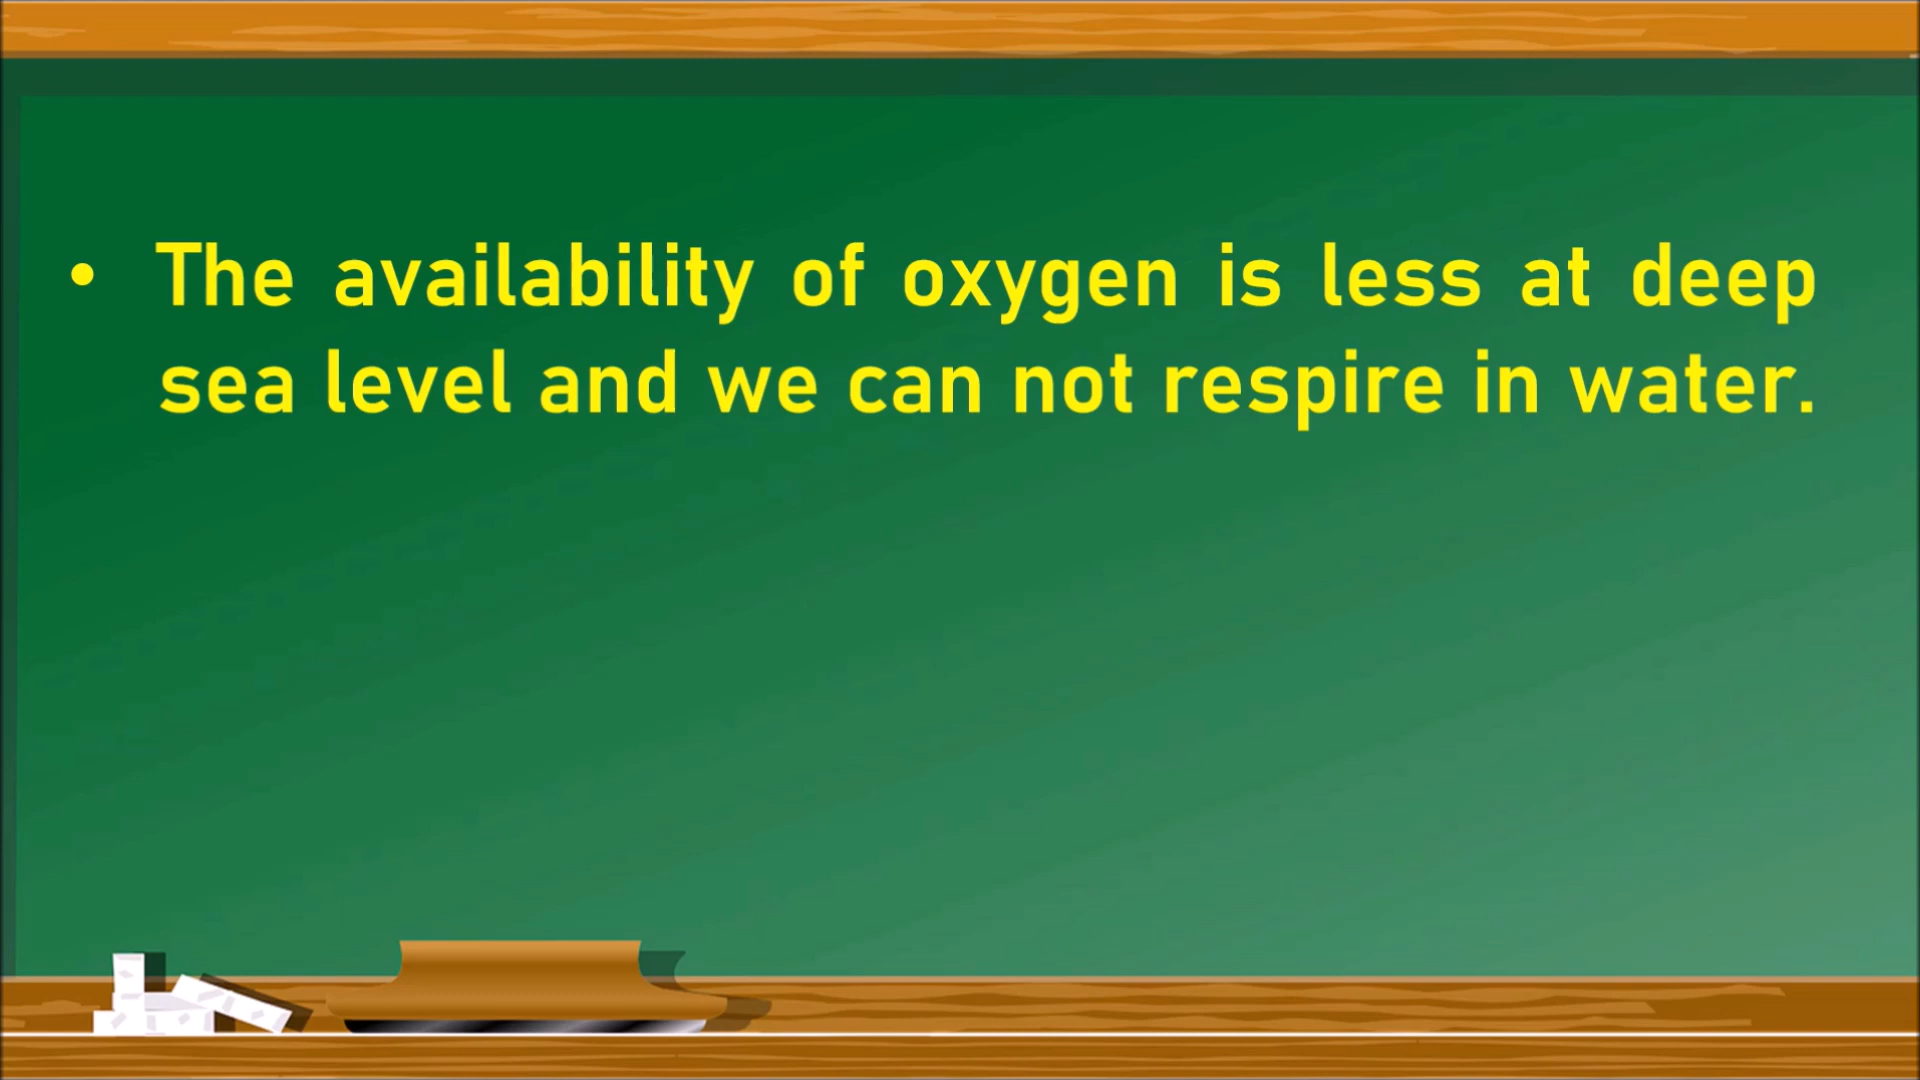 • The availability of oxygen is less at deep
sea level and we can not respire in water.